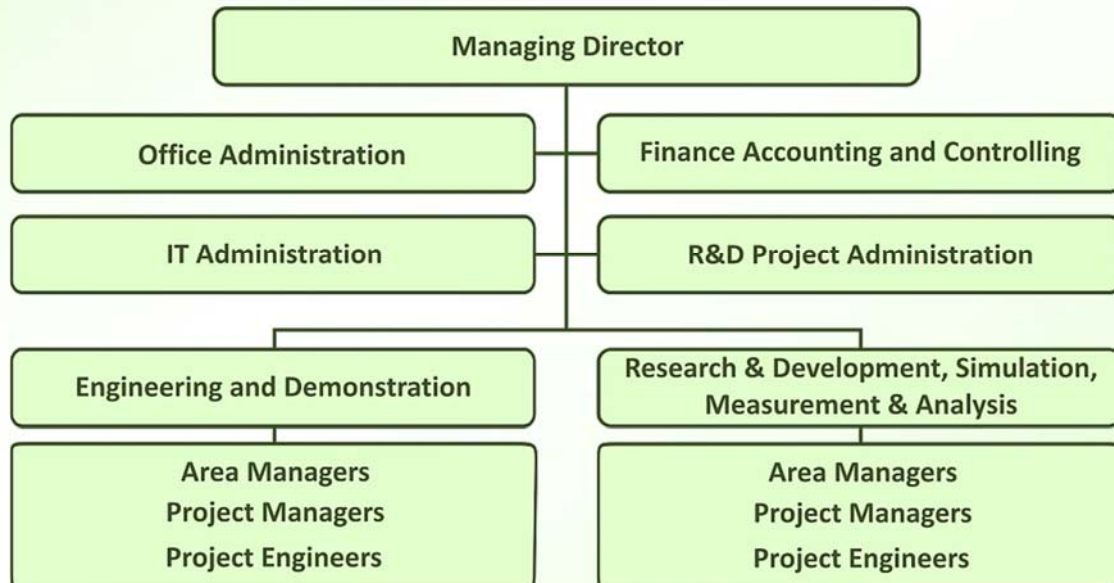 Managing Director
Office Administration
Finance Accounting and Controlling
IT Administration
R&D Project Administration
Engineering and Demonstration
Research & Development, Simulation,
Measurement & Analysis
Area Managers
Project Managers
Project Engineers
Area Managers
Project Managers
Project Engineers